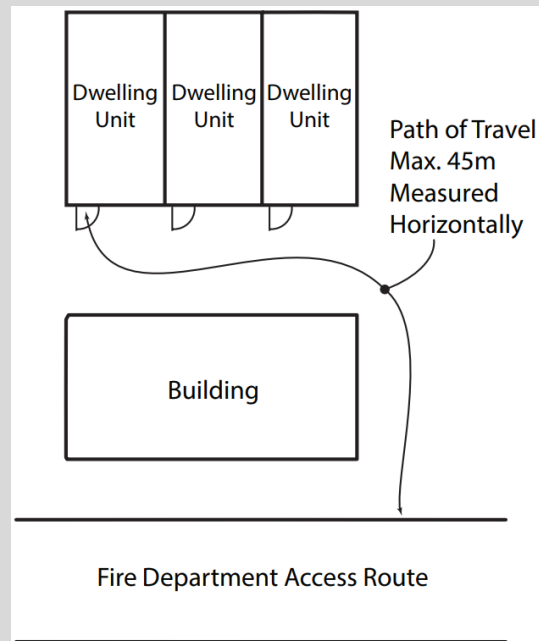 Dwelling
Unit
Dwelling
Unit
Dwelling
Unit
Path of Travel
Max. 45m
Measured
Horizontally
Building
Fire Department Access Route